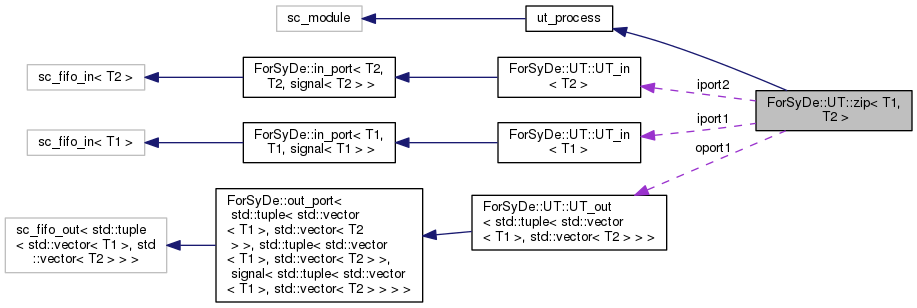 sc_module
ut_process
sc_fifo_in< T2 >
ForSyDe::in_port< T2,
T2, signal< T2 > >
ForSyDe::UT::UT_in
< T2 >
iport2
ForSyDe::UT::zip< T1,
T2 >
sc_fifo_in< T1 >
ForSyDe::in_port< T1,
T1, signal< T1 > >
ForSyDe::UT::UT_in
< T1 >
iport1
oport1
sc_fifo_out< std::tuple
< std::vector< T1 >, std
::vector< T2 > > >
ForSyDe::out_port<
std::tuple< std::vector
< T1 >, std::vector< T2
> >, std::tuple< std::vector
< T1 >, std::vector< T2 > >,
signal< std::tuple< std::vector
< T1 >, std::vector< T2 > > > >
ForSyDe::UT::UT_out
< std::tuple< std::vector
< T1 >, std::vector< T2 > > >